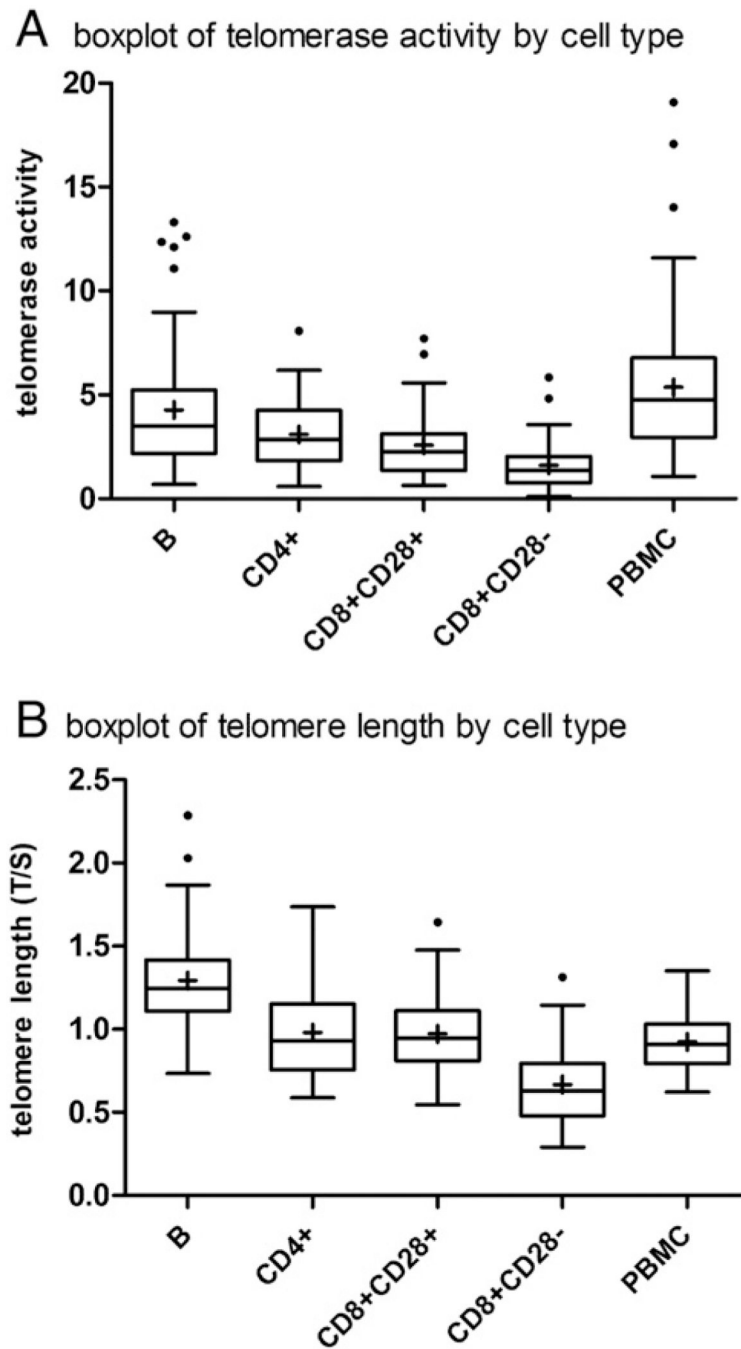 A boxplot of telomerase activity by cell type
telomerase activity
20
15
10
5
0
B
CD4+
CD8+CD28+
CD8+CD28-
PBMC
B boxplot of telomere length by cell type
telomere length (T/S)
2.5
2.0
1.5
1.0
0.5
0.0
B
CD4+
CD8+CD28+
CD8+CD28-
PBMC